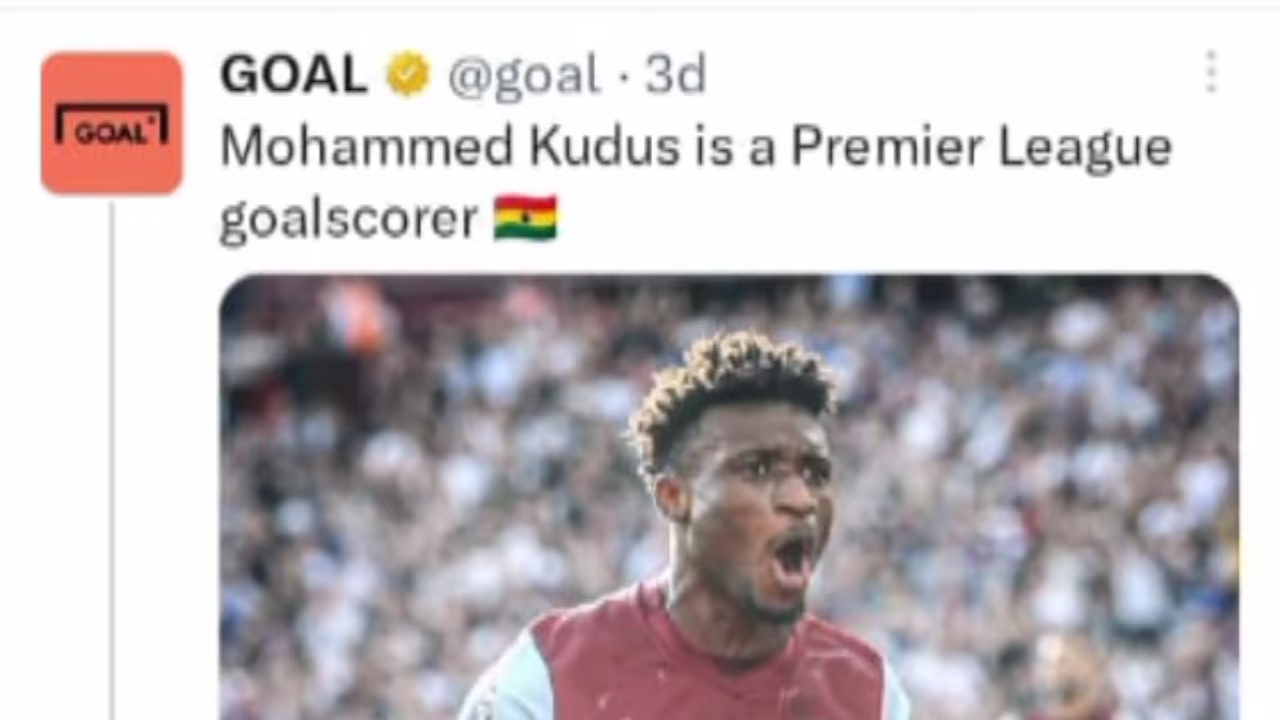 GOAL @goal · 3d
GOAL
Mohammed Kudus is a Premier League
goalscorer 🇬🇭